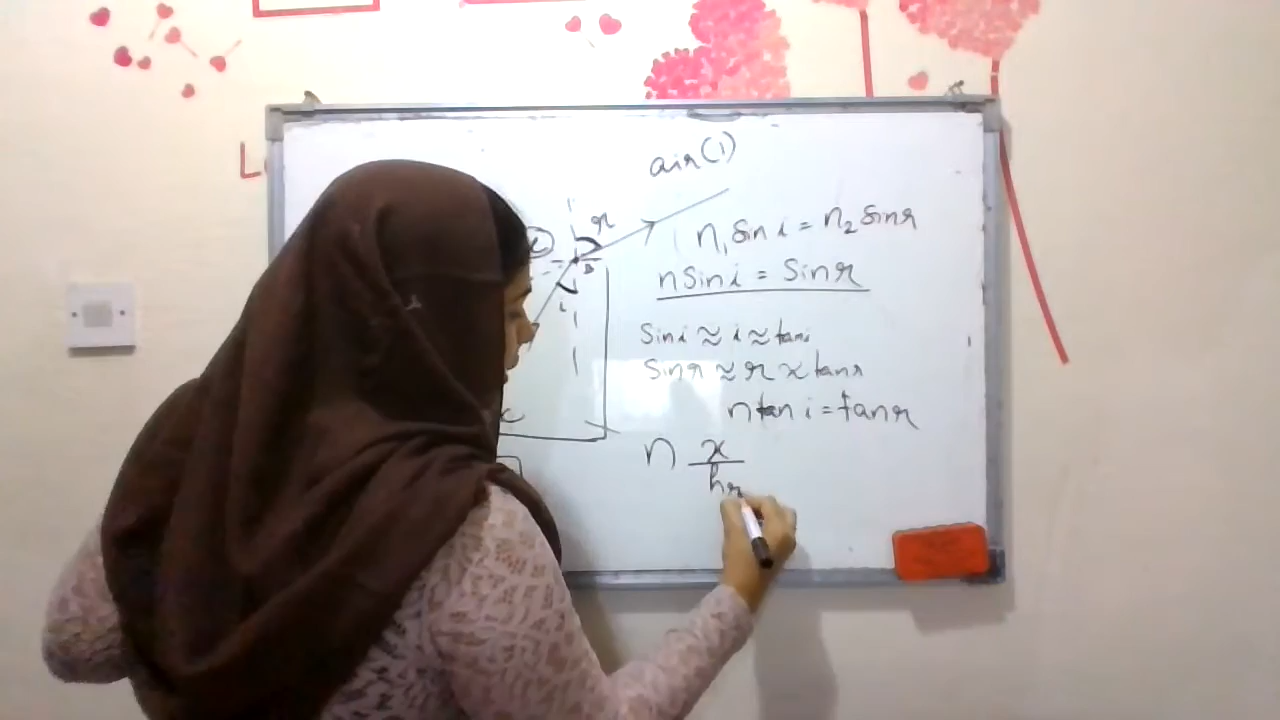 air (1)
r
i
n₁ sin i = n₂ sin r
n sin i = sin r
sin i ≈ i ≈ tan i
sin r ≈ r ≈ tan r
n tan i = tan r
n x/hr